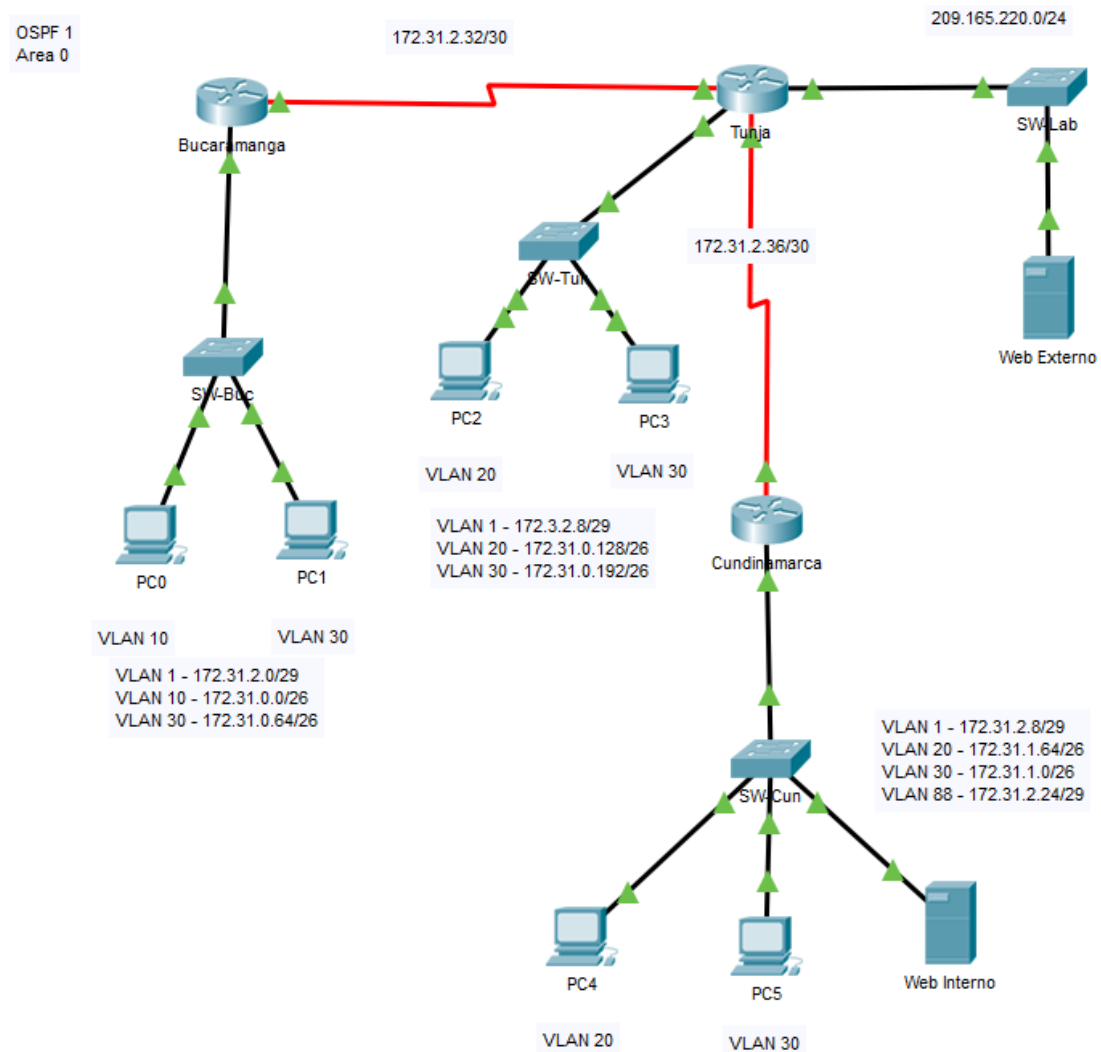 OSPF 1
Area 0
172.31.2.32/30
209.165.220.0/24
Bucaramanga
Tunja
SW-Lab
172.31.2.36/30
SW-Tun
Web Externo
SW-Buc
PC2
PC3
VLAN 20
VLAN 30
VLAN 1 - 172.3.2.8/29
VLAN 20 - 172.31.0.128/26
VLAN 30 - 172.31.0.192/26
Cundinamarca
PC0
PC1
VLAN 10
VLAN 30
VLAN 1 - 172.31.2.0/29
VLAN 10 - 172.31.0.0/26
VLAN 30 - 172.31.0.64/26
VLAN 1 - 172.31.2.8/29
VLAN 20 - 172.31.1.64/26
VLAN 30 - 172.31.1.0/26
VLAN 88 - 172.31.2.24/29
SW-Cun
PC4
PC5
Web Interno
VLAN 20
VLAN 30